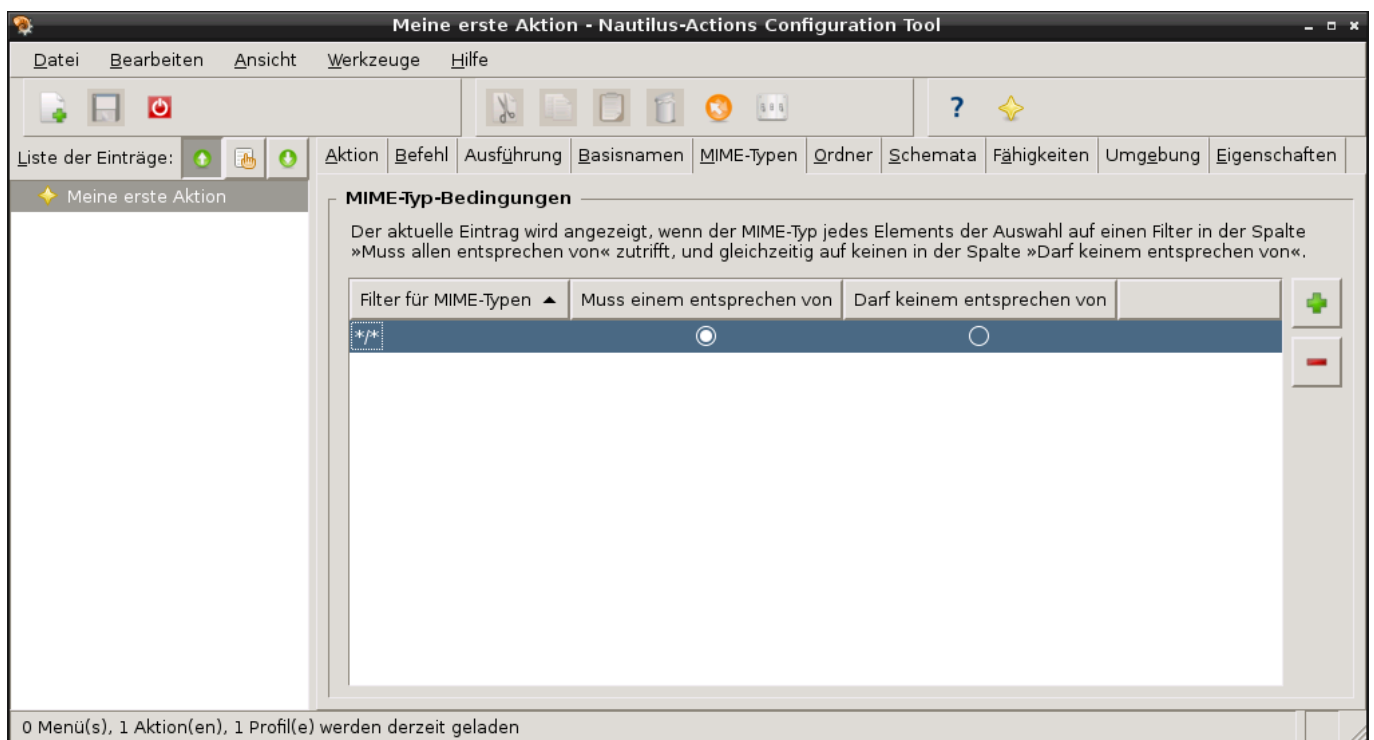 Meine erste Aktion - Nautilus-Actions Configuration Tool
Datei Bearbeiten Ansicht Werkzeuge Hilfe
Liste der Einträge:
Aktion Befehl Ausführung Basisnamen MIME-Typen Ordner Schemata Fähigkeiten Umgebung Eigenschaften
Meine erste Aktion
MIME-Typ-Bedingungen
Der aktuelle Eintrag wird angezeigt, wenn der MIME-Typ jedes Elements der Auswahl auf einen Filter in der Spalte
»Muss allen entsprechen von« zutrifft, und gleichzeitig auf keinen in der Spalte »Darf keinem entsprechen von«.
Filter für MIME-Typen Muss einem entsprechen von Darf keinem entsprechen von
*/*
0 Menü(s), 1 Aktion(en), 1 Profil(e) werden derzeit geladen